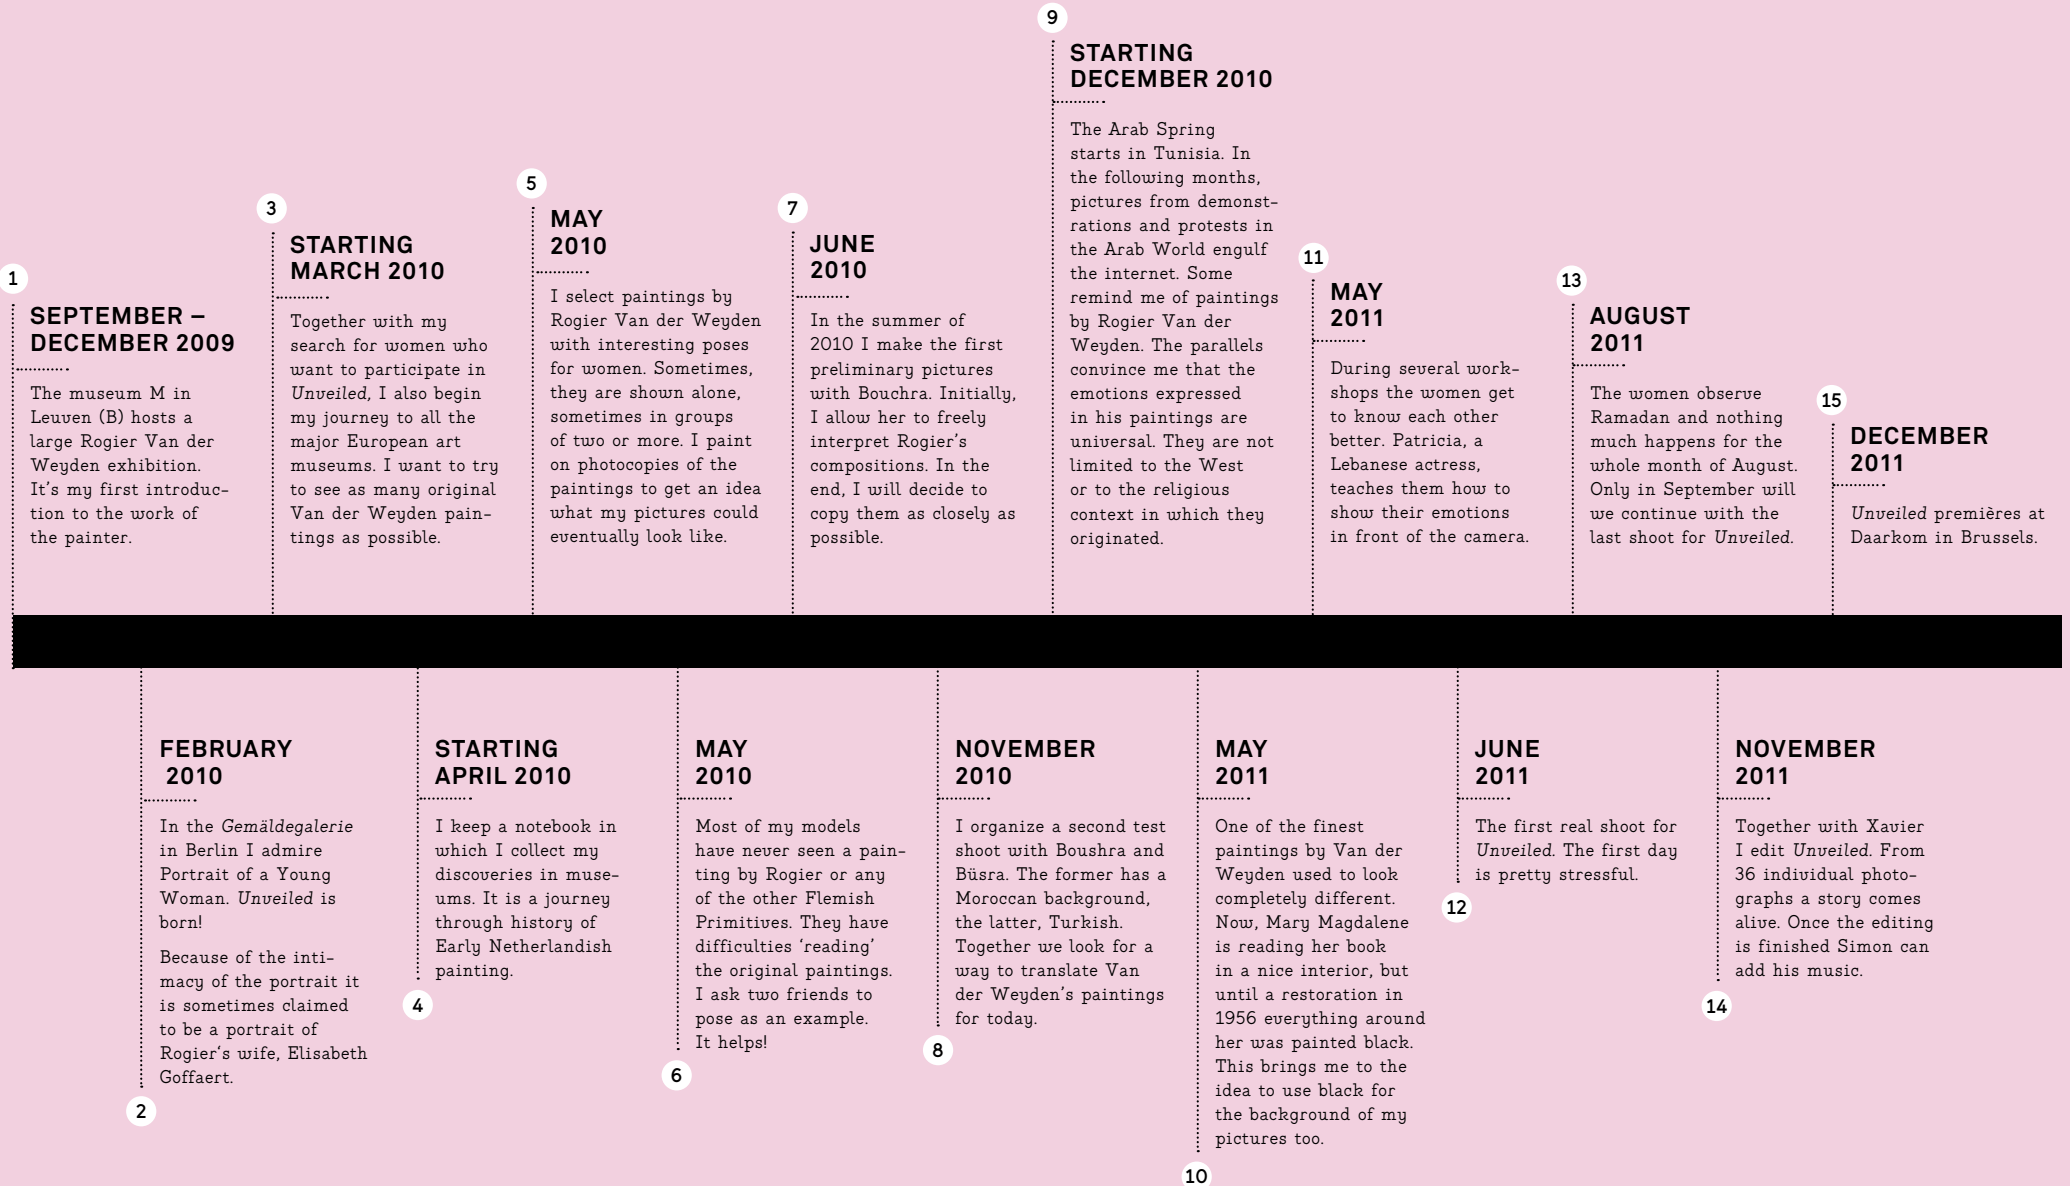 1
SEPTEMBER –
DECEMBER 2009
The museum M in
Leuven (B) hosts a
large Rogier Van der
Weyden exhibition.
It's my first introduc-
tion to the work of
the painter.
2
FEBRUARY
2010
In the Gemäldegalerie
in Berlin I admire
Portrait of a Young
Woman. Unveiled is
born!
Because of the inti-
macy of the portrait it
is sometimes claimed
to be a portrait of
Rogier‘s wife, Elisabeth
Goffaert.
3
STARTING
MARCH 2010
Together with my
search for women who
want to participate in
Unveiled, I also begin
my journey to all the
major European art
museums. I want to try
to see as many original
Van der Weyden pain-
tings as possible.
4
STARTING
APRIL 2010
I keep a notebook in
which I collect my
discoveries in muse-
ums. It is a journey
through history of
Early Netherlandish
painting.
5
MAY
2010
I select paintings by
Rogier Van der Weyden
with interesting poses
for women. Sometimes,
they are shown alone,
sometimes in groups
of two or more. I paint
on photocopies of the
paintings to get an idea
what my pictures could
eventually look like.
6
MAY
2010
Most of my models
have never seen a pain-
ting by Rogier or any
of the other Flemish
Primitives. They have
difficulties ‘reading’
the original paintings.
I ask two friends to
pose as an example.
It helps!
7
JUNE
2010
In the summer of
2010 I make the first
preliminary pictures
with Bouchra. Initially,
I allow her to freely
interpret Rogier's
compositions. In the
end, I will decide to
copy them as closely as
possible.
8
NOVEMBER
2010
I organize a second test
shoot with Boushra and
Büsra. The former has a
Moroccan background,
the latter, Turkish.
Together we look for a
way to translate Van
der Weyden's paintings
for today.
9
STARTING
DECEMBER 2010
The Arab Spring
starts in Tunisia. In
the following months,
pictures from demonst-
rations and protests in
the Arab World engulf
the internet. Some
remind me of paintings
by Rogier Van der
Weyden. The parallels
convince me that the
emotions expressed
in his paintings are
universal. They are not
limited to the West
or to the religious
context in which they
originated.
10
MAY
2011
One of the finest
paintings by Van der
Weyden used to look
completely different.
Now, Mary Magdalene
is reading her book
in a nice interior, but
until a restoration in
1956 everything around
her was painted black.
This brings me to the
idea to use black for
the background of my
pictures too.
11
MAY
2011
During several work-
shops the women get
to know each other
better. Patricia, a
Lebanese actress,
teaches them how to
show their emotions
in front of the camera.
12
JUNE
2011
The first real shoot for
Unveiled. The first day
is pretty stressful.
13
AUGUST
2011
The women observe
Ramadan and nothing
much happens for the
whole month of August.
Only in September will
we continue with the
last shoot for Unveiled.
14
NOVEMBER
2011
Together with Xavier
I edit Unveiled. From
36 individual photo-
graphs a story comes
alive. Once the editing
is finished Simon can
add his music.
15
DECEMBER
2011
Unveiled premières at
Daarkom in Brussels.